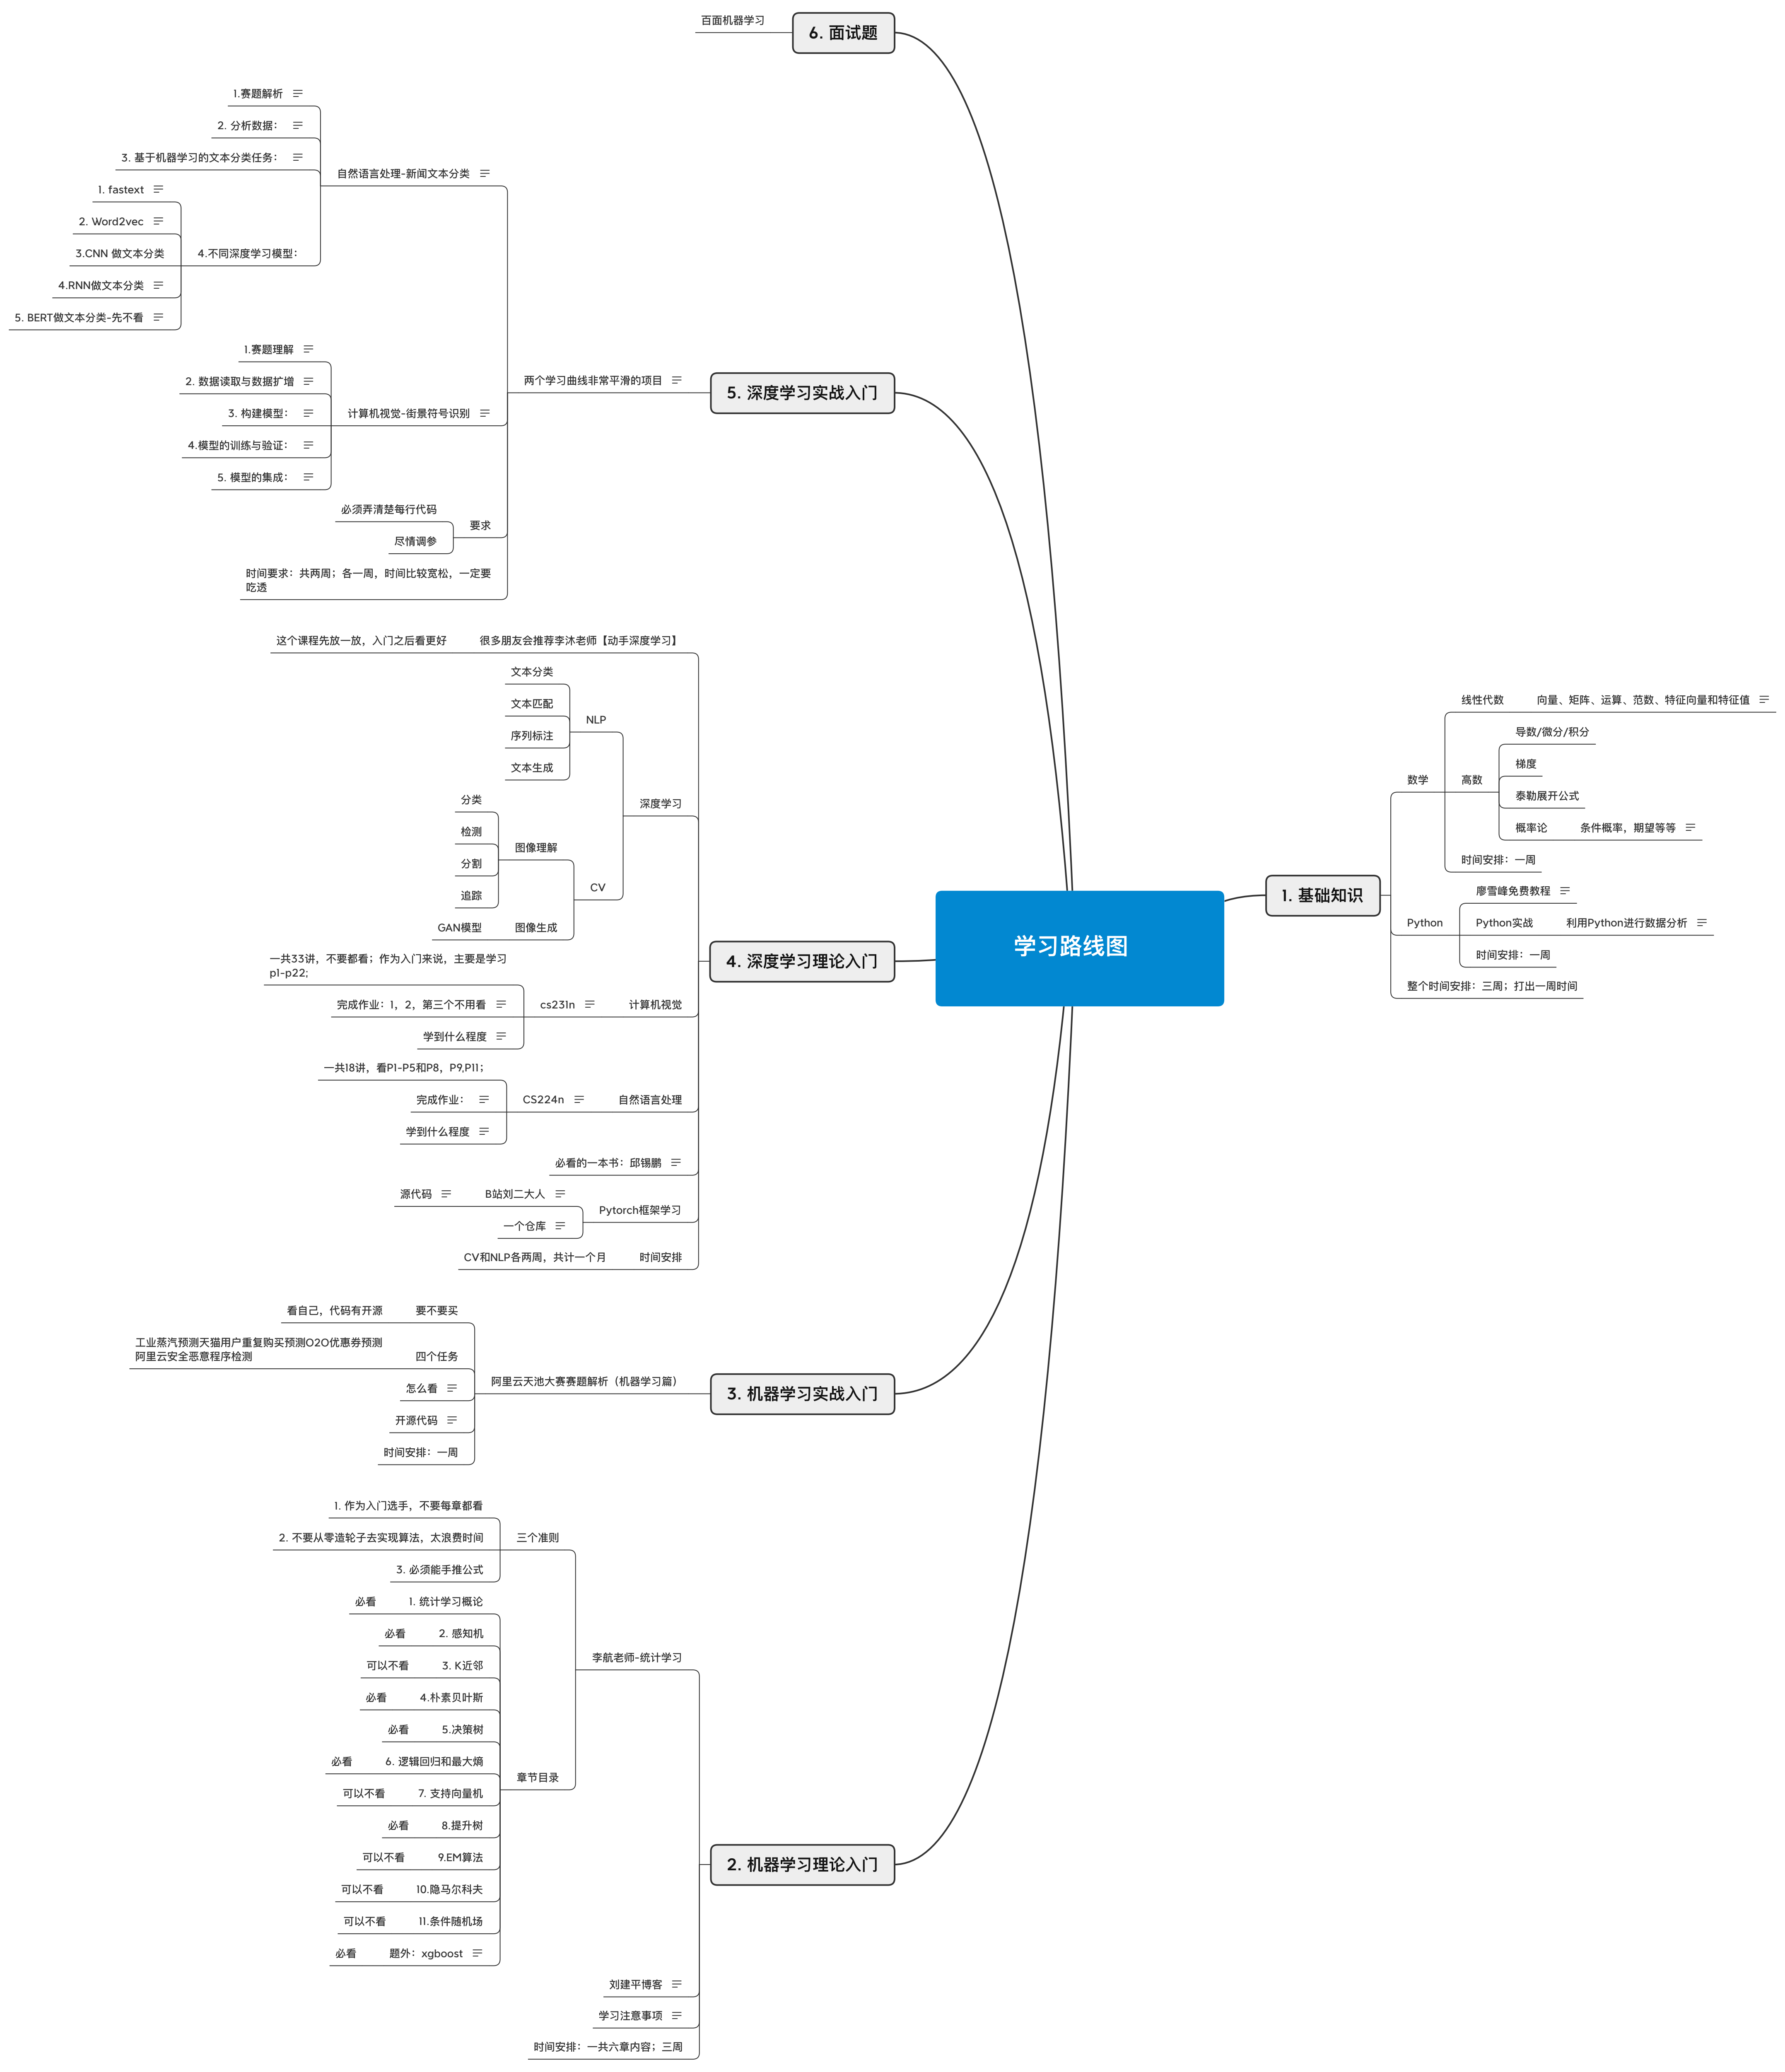 学习路线图
1. 基础知识
数学
线性代数
向量、矩阵、运算、范数、特征向量和特征值
高数
导数/微分/积分
梯度
泰勒展开公式
概率论
条件概率，期望等等
时间安排：一周
Python
廖雪峰免费教程
Python实战
利用Python进行数据分析
时间安排：一周
整个时间安排：三周；打出一周时间
2. 机器学习理论入门
李航老师-统计学习
三个准则
1. 作为入门选手，不要每章都看
2. 不要从零造轮子去实现算法，太浪费时间
3. 必须能手推公式
章节目录
1. 统计学习概论
必看
2. 感知机
必看
3. K近邻
可以不看
4.朴素贝叶斯
必看
5.决策树
必看
6. 逻辑回归和最大熵
必看
7. 支持向量机
可以不看
8.提升树
必看
9.EM算法
可以不看
10.隐马尔科夫
可以不看
11.条件随机场
可以不看
题外：xgboost
必看
刘建平博客
学习注意事项
时间安排：一共六章内容；三周
3. 机器学习实战入门
阿里云天池大赛赛题解析（机器学习篇）
要不要买
看自己，代码有开源
四个任务
工业蒸汽预测天猫用户重复购买预测O2O优惠券预测
阿里云安全恶意程序检测
怎么看
开源代码
时间安排：一周
4. 深度学习理论入门
很多朋友会推荐李沐老师【动手深度学习】
这个课程先放一放，入门之后看更好
深度学习
NLP
文本分类
文本匹配
序列标注
文本生成
CV
图像理解
分类
检测
分割
追踪
图像生成
GAN模型
计算机视觉
cs231n
一共33讲，不要都看；作为入门来说，主要是学习
p1-p22;
完成作业：1，2，第三个不用看
学到什么程度
自然语言处理
CS224n
一共18讲，看P1-P5和P8，P9,P11；
完成作业：
学到什么程度
必看的一本书：邱锡鹏
Pytorch框架学习
B站刘二大人
源代码
一个仓库
时间安排
CV和NLP各两周，共计一个月
5. 深度学习实战入门
两个学习曲线非常平滑的项目
自然语言处理-新闻文本分类
1.赛题解析
2. 分析数据：
3. 基于机器学习的文本分类任务：
4.不同深度学习模型：
1. fastext
2. Word2vec
3.CNN 做文本分类
4.RNN做文本分类
5. BERT做文本分类-先不看
计算机视觉-街景符号识别
1.赛题理解
2. 数据读取与数据扩增
3. 构建模型：
4.模型的训练与验证：
5. 模型的集成：
要求
必须弄清楚每行代码
尽情调参
时间要求：共两周；各一周，时间比较宽松，一定要
吃透
6. 面试题
百面机器学习